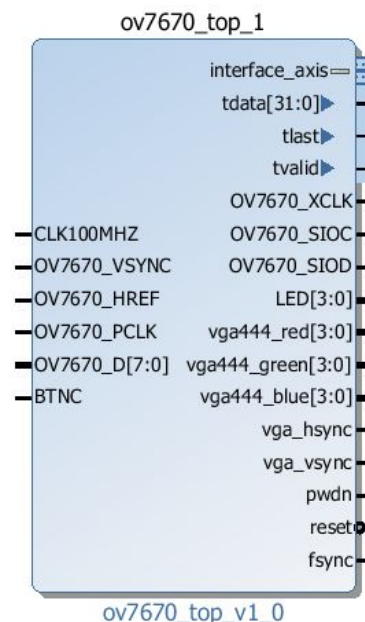 ov7670_top_1
interface_axis
tdata[31:0]
tlast
tvalid
OV7670_XCLK
CLK100MHZ OV7670_SIOC
OV7670_VSYNC OV7670_SIOD
OV7670_HREF LED[3:0]
OV7670_PCLK vga444_red[3:0]
OV7670_D[7:0] vga444_green[3:0]
BTNC vga444_blue[3:0]
vga_hsync
vga_vsync
pwdn
reset
fsync
ov7670_top_v1_0